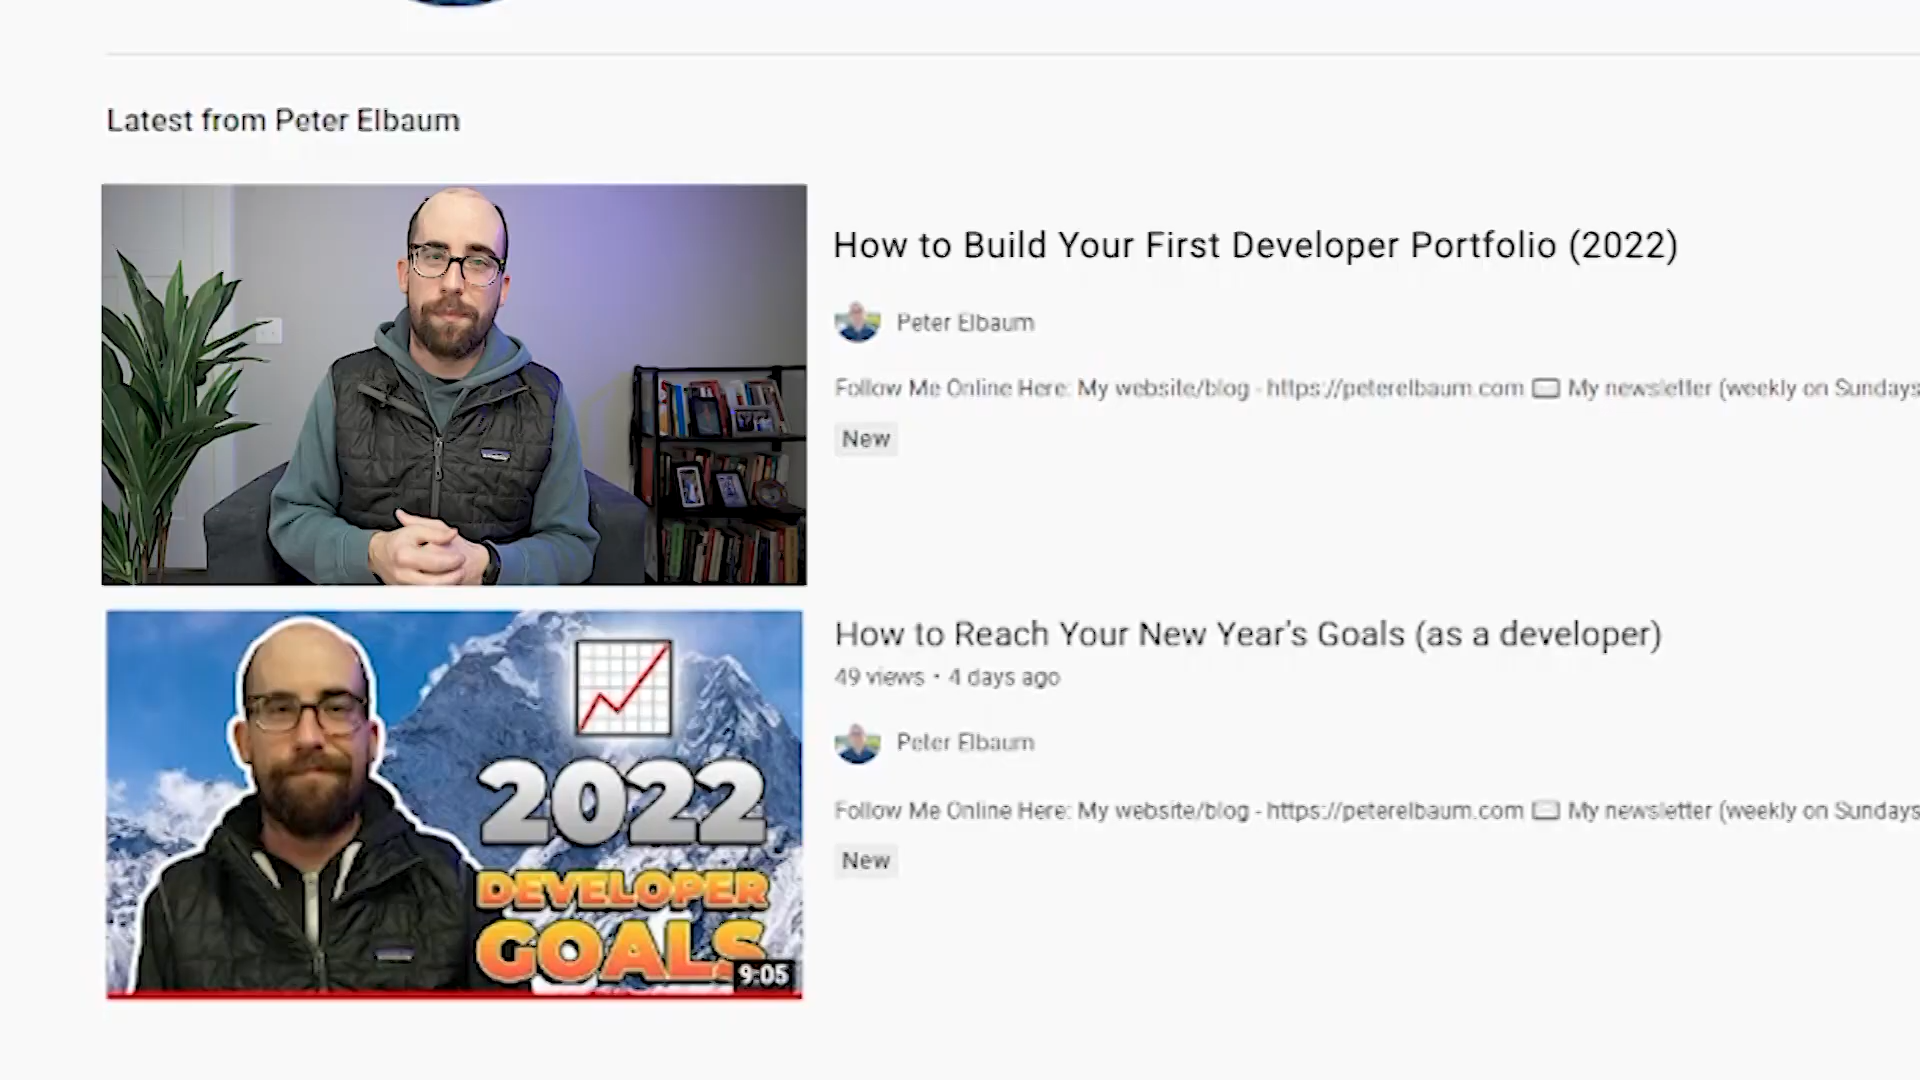 Latest from Peter Elbaum
How to Build Your First Developer Portfolio (2022)
Peter Elbaum
Follow Me Online Here: My website/blog - https://peterelbaum.com My newsletter (weekly on Sundays
New
2022
DEVELOPER
GOALS
9:05
How to Reach Your New Year's Goals (as a developer)
49 views • 4 days ago
Peter Elbaum
Follow Me Online Here: My website/blog - https://peterelbaum.com My newsletter (weekly on Sundays
New